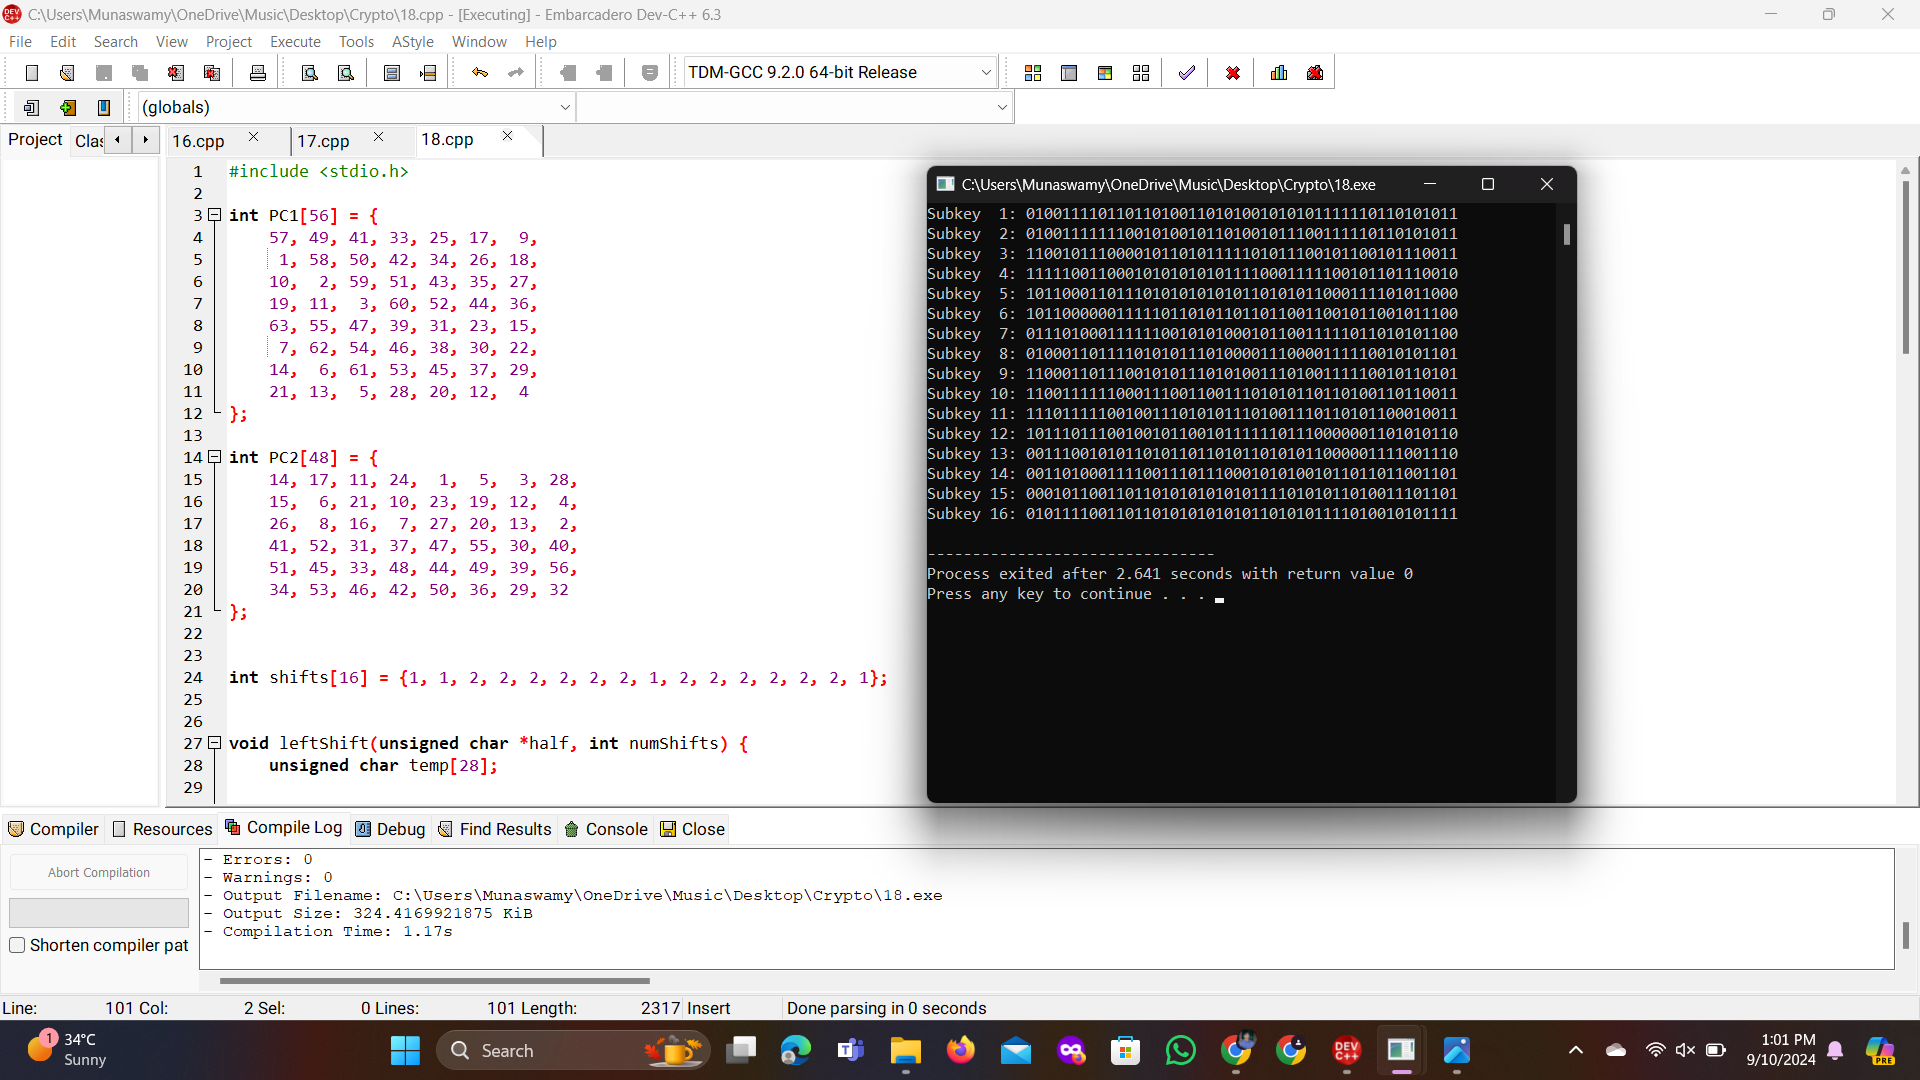 C:\Users\Munaswamy\OneDrive\Music\Desktop\Crypto\18.cpp - [Executing] - Embarcadero Dev-C++ 6.3
File Edit Search View Project Execute Tools AStyle Window Help
TDM-GCC 9.2.0 64-bit Release
(globals)
Project Clas
16.cpp 17.cpp 18.cpp
1 #include <stdio.h>
2
3 int PC1[56] = {
4 57, 49, 41, 33, 25, 17, 9,
5 1, 58, 50, 42, 34, 26, 18,
6 10, 2, 59, 51, 43, 35, 27,
7 19, 11, 3, 60, 52, 44, 36,
8 63, 55, 47, 39, 31, 23, 15,
9 7, 62, 54, 46, 38, 30, 22,
10 14, 6, 61, 53, 45, 37, 29,
11 21, 13, 5, 28, 20, 12, 4
12 };
13
14 int PC2[48] = {
15 14, 17, 11, 24, 1, 5, 3, 28,
16 15, 6, 21, 10, 23, 19, 12, 4,
17 26, 8, 16, 7, 27, 20, 13, 2,
18 41, 52, 31, 37, 47, 55, 30, 40,
19 51, 45, 33, 48, 44, 49, 39, 56,
20 34, 53, 46, 42, 50, 36, 29, 32
21 };
22
23
24 int shifts[16] = {1, 1, 2, 2, 2, 2, 2, 2, 1, 2, 2, 2, 2, 2, 2, 1};
25
26
27 void leftShift(unsigned char *half, int numShifts) {
28 unsigned char temp[28];
29
C:\Users\Munaswamy\OneDrive\Music\Desktop\Crypto\18.exe
Subkey 1: 010011110110110100110101001010101111110110101011
Subkey 2: 010011111110010100101101001011100111110110101011
Subkey 3: 110010111000010110101111101011100101100101110011
Subkey 4: 111110011000101010101011110001111100101101110010
Subkey 5: 101100011011101010101010110101011000111101011000
Subkey 6: 101100000011111011010110110110011001011001011100
Subkey 7: 011101000111111001010100010110011111011010101100
Subkey 8: 010001101111010101110100001110000111110010101101
Subkey 9: 110001101110010101110101001110100111110010110101
Subkey 10: 110011111100011100110011101010110110100110110011
Subkey 11: 111011111001001110101011101001110110101100010011
Subkey 12: 101110111001001011001011111101110000001101010110
Subkey 13: 001110010101101011011010110101011000001111001110
Subkey 14: 001101000111100111011100010101001011011011001101
Subkey 15: 000101100110110101010101011110101011010011101101
Subkey 16: 010111100110110101010101011010101111010010101111
--------------------------------
Process exited after 2.641 seconds with return value 0
Press any key to continue . . .
Compiler Resources Compile Log Debug Find Results Console Close
Abort Compilation
Shorten compiler pat
- Errors: 0
- Warnings: 0
- Output Filename: C:\Users\Munaswamy\OneDrive\Music\Desktop\Crypto\18.exe
- Output Size: 324.4169921875 KiB
- Compilation Time: 1.17s
Line: 101 Col: 2 Sel: 0 Lines: 101 Length: 2317 Insert Done parsing in 0 seconds
1
34°C
Sunny
Search
1:01 PM
9/10/2024